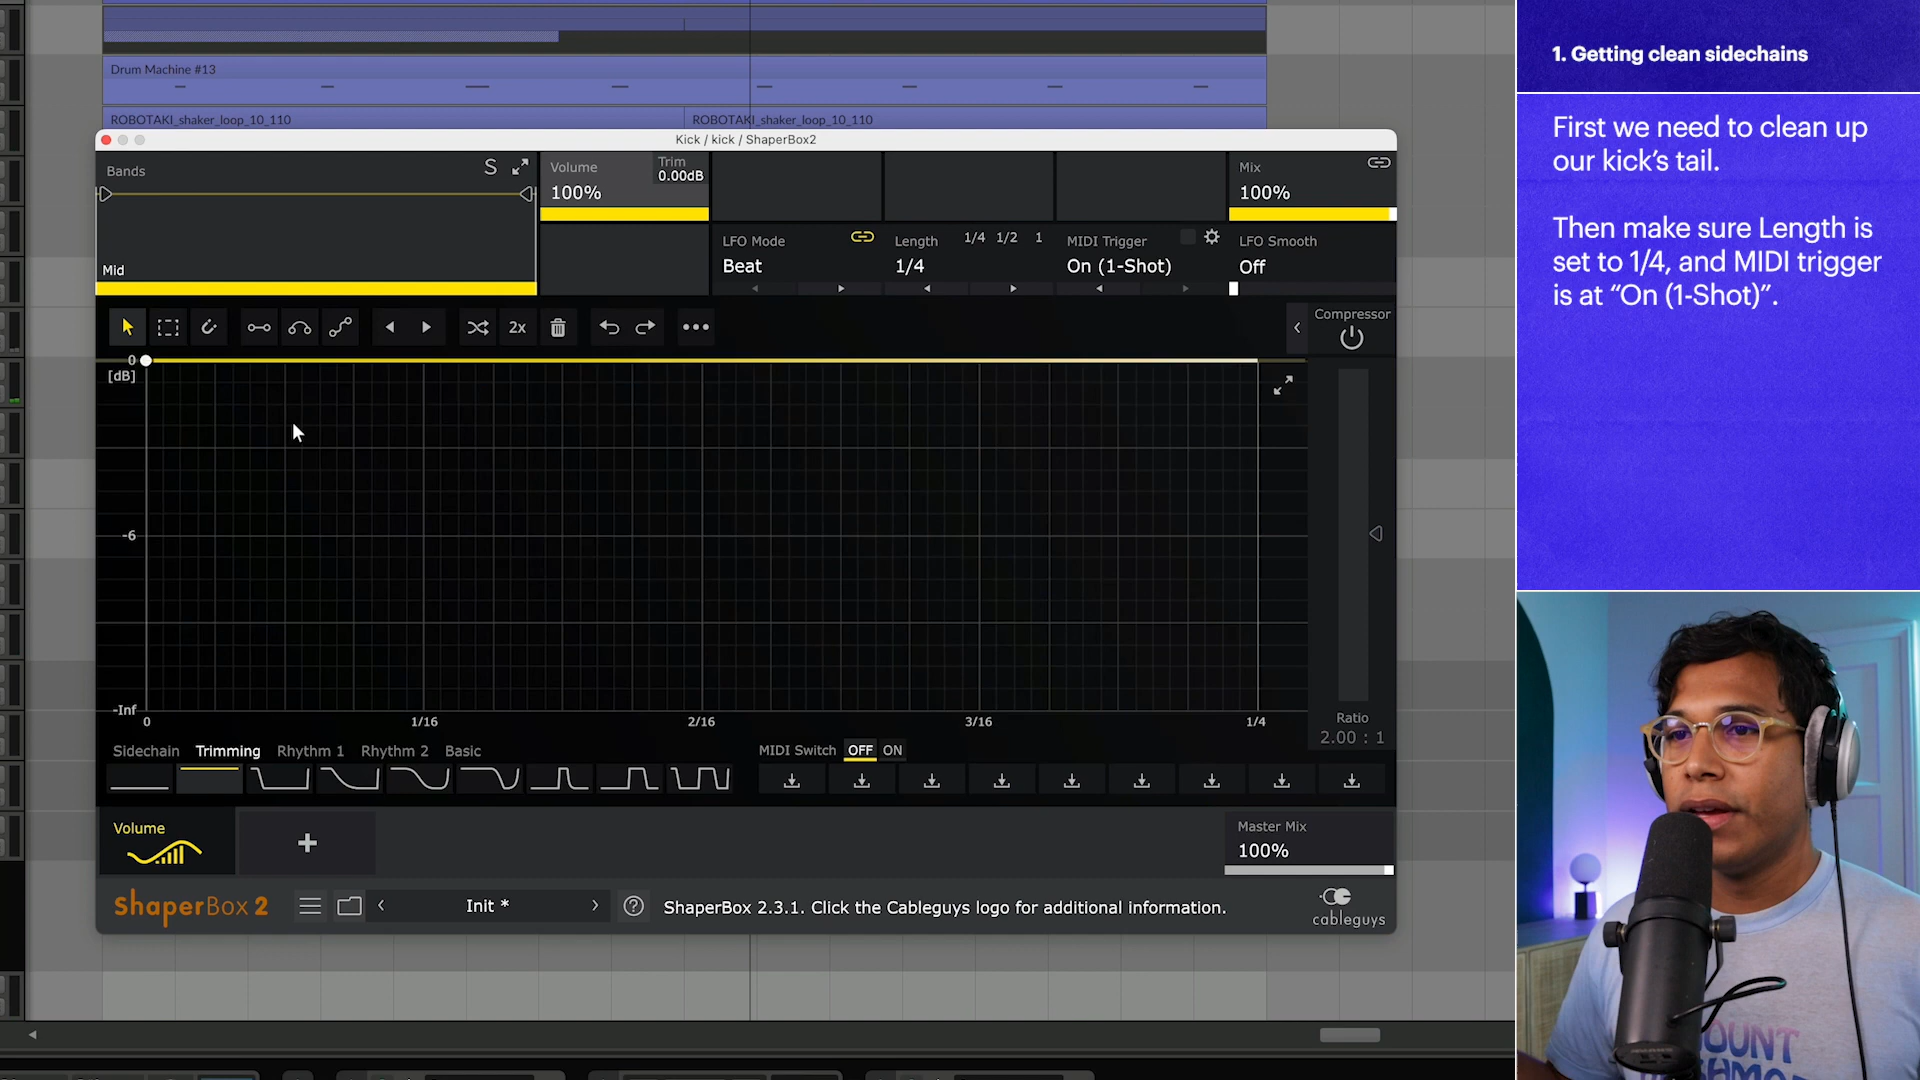 Drum Machine #13
ROBOTAKI_shaker_loop_10_110
ROBOTAKI_shaker_loop_10_110
Kick / kick / ShaperBox2
Bands
S
Volume
100%
Trim
0.00dB
Mix
100%
Mid
LFO Mode
Beat
Length
1/4 1/2 1
1/4
MIDI Trigger
On (1-Shot)
LFO Smooth
Off
2x
Compressor
0
[dB]
-6
-Inf
0
1/16
2/16
3/16
1/4
Ratio
2.00 : 1
Sidechain Trimming Rhythm 1 Rhythm 2 Basic
MIDI Switch OFF ON
Volume
+
Master Mix
100%
ShaperBox 2
Init *
?
ShaperBox 2.3.1. Click the Cableguys logo for additional information.
cableguys
1. Getting clean sidechains
First we need to clean up
our kick's tail.
Then make sure Length is
set to 1/4, and MIDI trigger
is at “On (1-Shot)”.